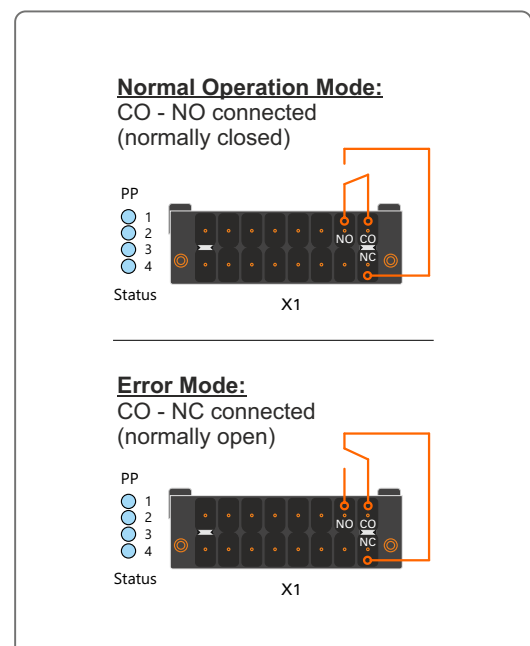 Normal Operation Mode:
CO - NO connected
(normally closed)
PP
1
2
3
4
Status
NO CO
NC
X1
Error Mode:
CO - NC connected
(normally open)
PP
1
2
3
4
Status
NO CO
NC
X1